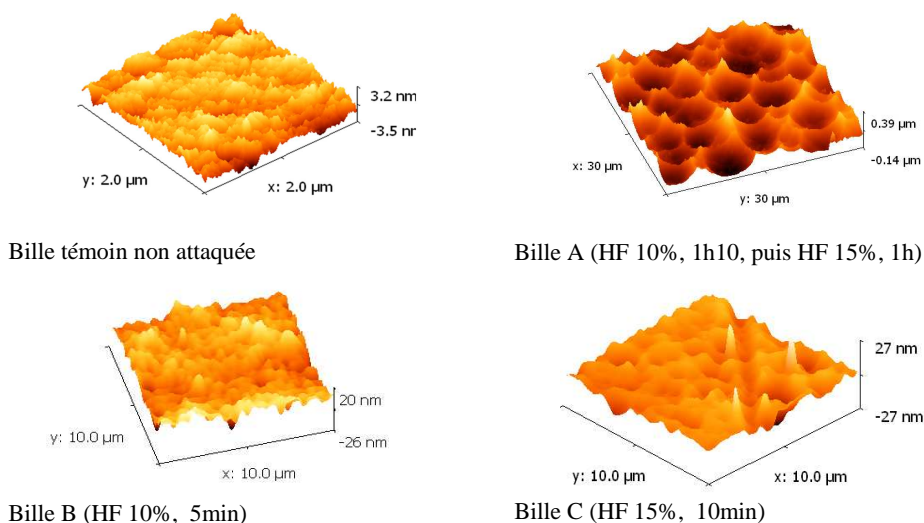 3.2 nm
-3.5 nm
y: 2.0 µm
x: 2.0 µm
Bille témoin non attaquée
0.39 µm
-0.14 µm
x: 30 µm
y: 30 µm
Bille A (HF 10%, 1h10, puis HF 15%, 1h)
20 nm
-26 nm
y: 10.0 µm
x: 10.0 µm
Bille B (HF 10%, 5min)
27 nm
-27 nm
y: 10.0 µm
x: 10.0 µm
Bille C (HF 15%, 10min)